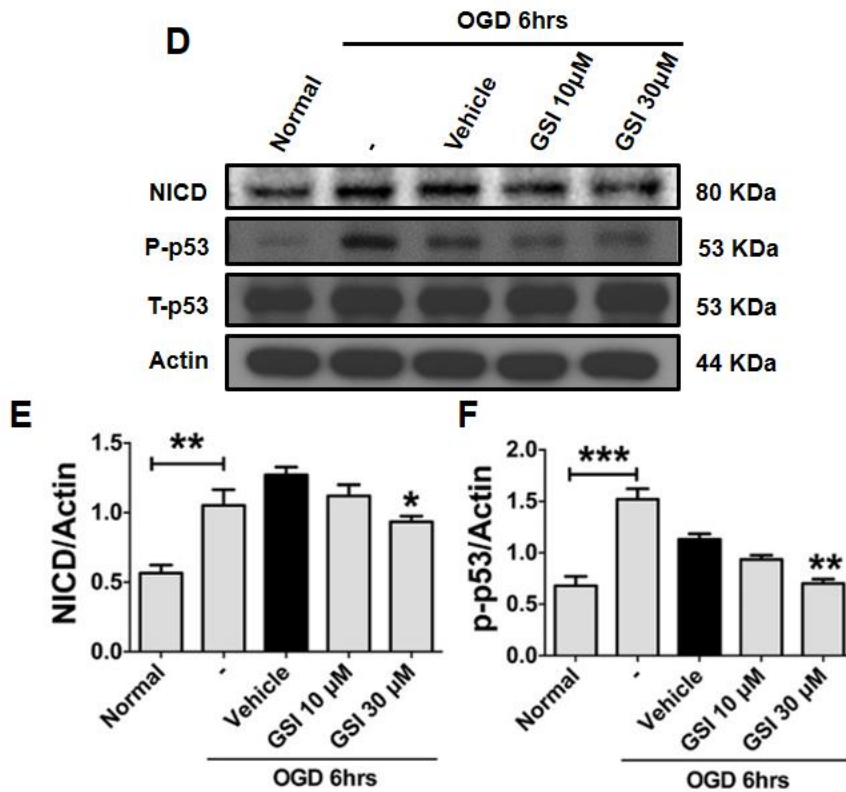 D
OGD 6hrs
Normal
-
Vehicle
GSI 10µM
GSI 30µM
NICD 80 KDa
P-p53 53 KDa
T-p53 53 KDa
Actin 44 KDa
E
NICD/Actin
1.5
1.0
0.5
0.0
**
*
Normal
-
Vehicle
GSI 10 µM
GSI 30 µM
OGD 6hrs
F
p-p53/Actin
2.0
1.5
1.0
0.5
0.0
***
**
Normal
-
Vehicle
GSI 10 µM
GSI 30 µM
OGD 6hrs